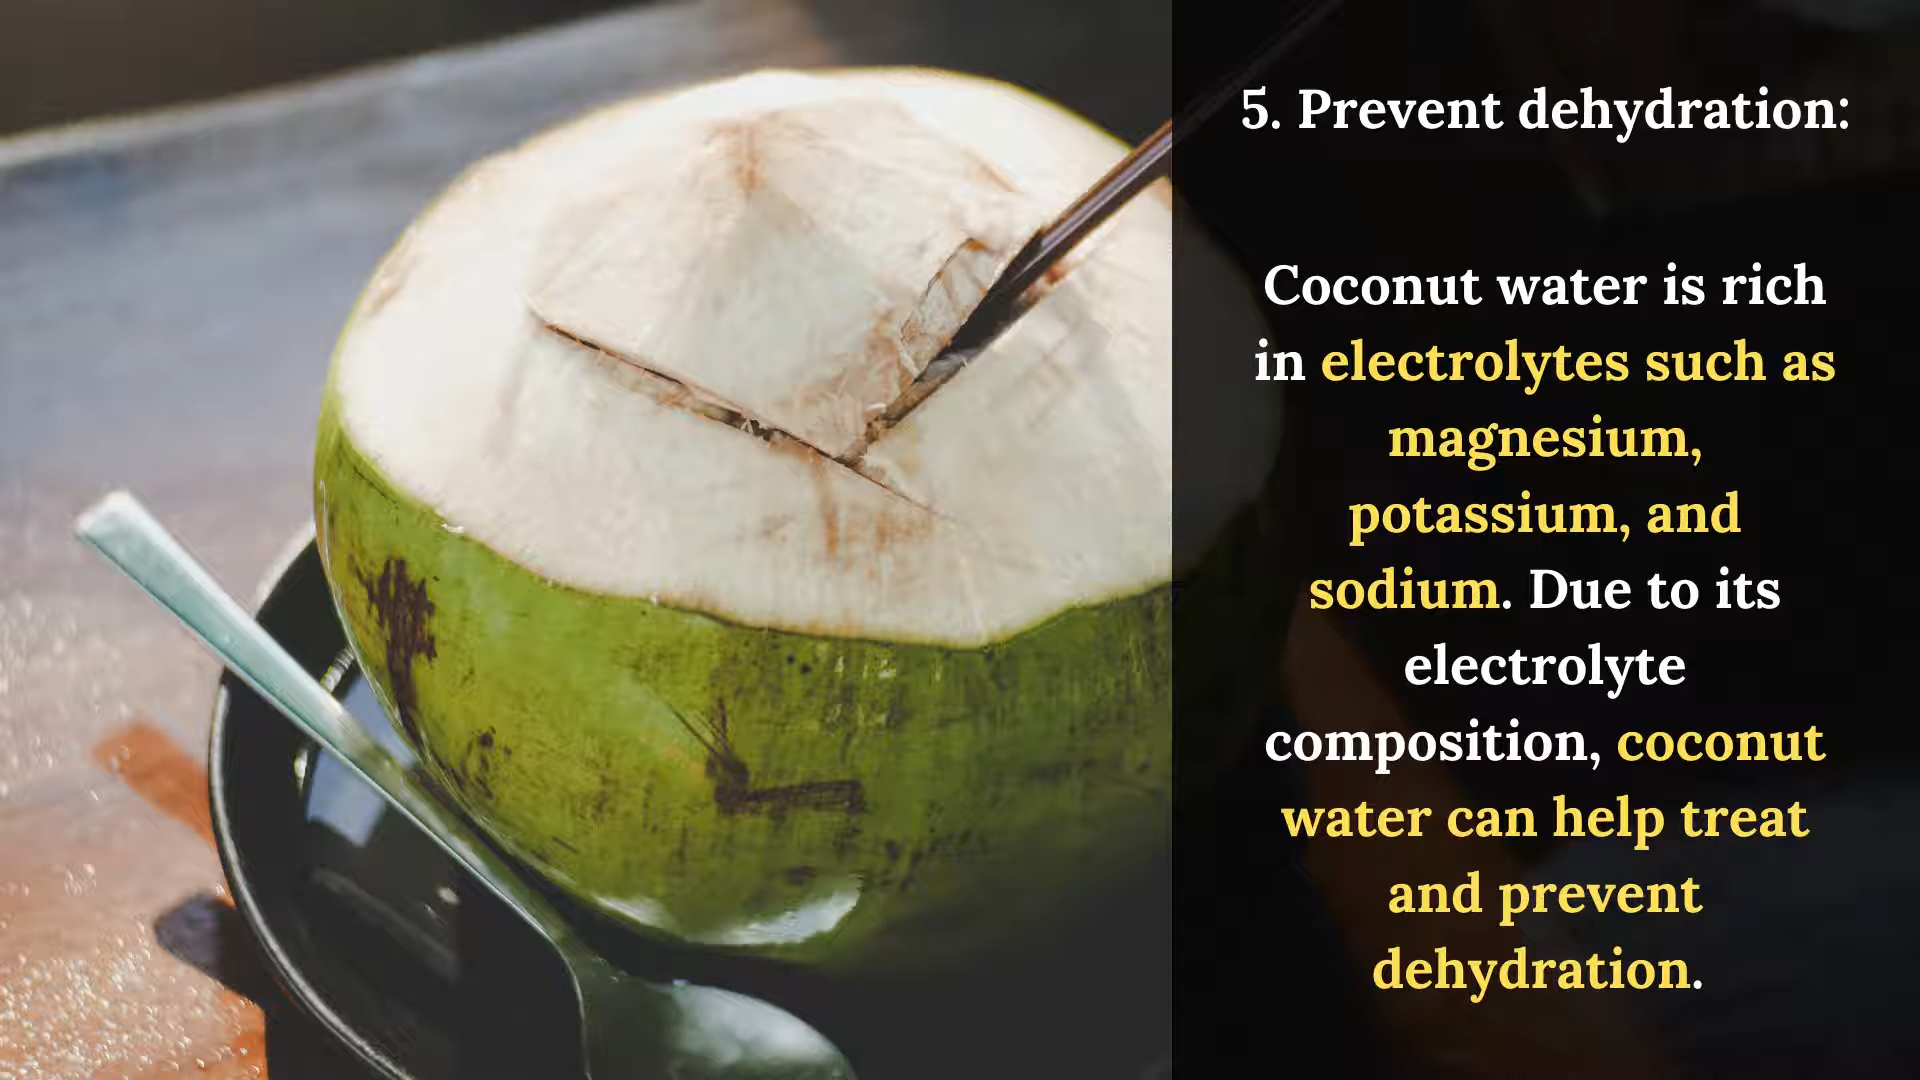 5. Prevent dehydration:
Coconut water is rich
in electrolytes such as
magnesium,
potassium, and
sodium. Due to its
electrolyte
composition, coconut
water can help treat
and prevent
dehydration.